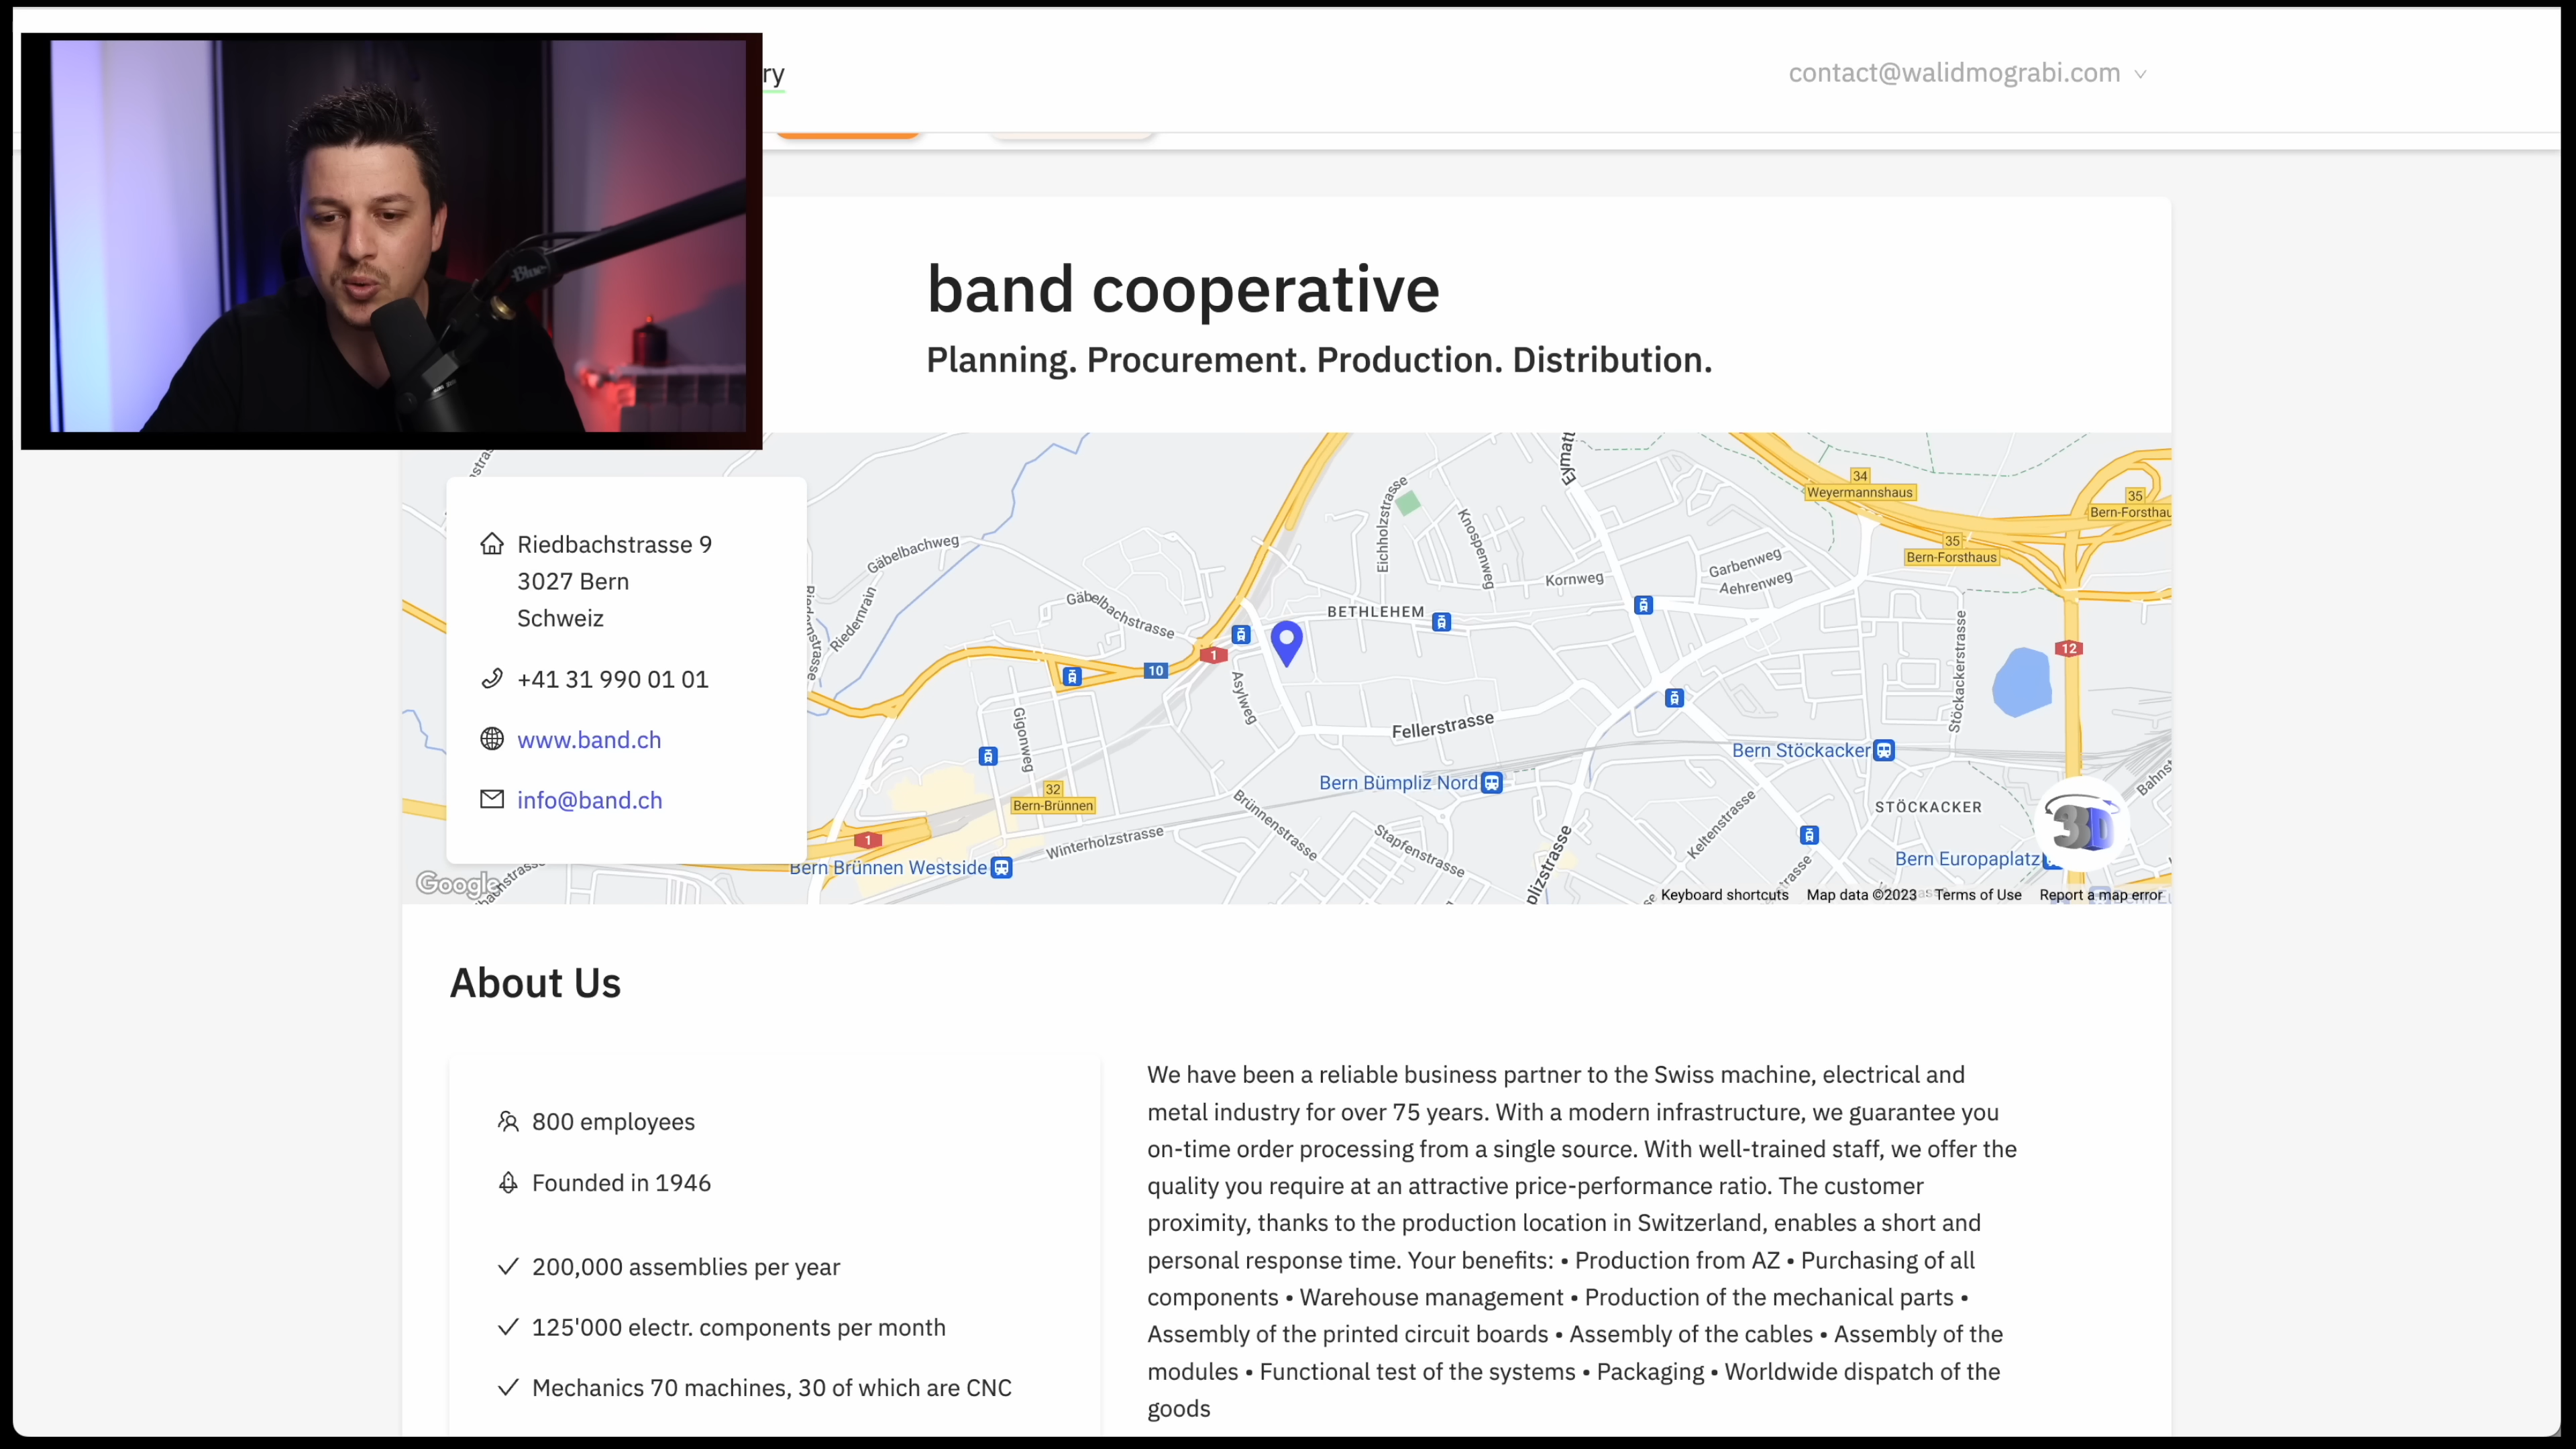 ry
contact@walidmograbi.com
Blue
band cooperative
Planning. Procurement. Production. Distribution.
Riedbachstrasse 9
3027 Bern
Schweiz
+41 31 990 01 01
www.band.ch
info@band.ch
Gäbelbachweg
Riedernrain
Gäbelbachstrasse
Eichholzstrasse
Knospenweg
Kornweg
Garbenweg
Aehrenweg
34
Weyermannshaus
35
35
Bern-Forsthaus
BETHLEHEM
1
10
12
Asylweg
Gigonweg
Fellerstrasse
Stöckackerstrasse
Bern Stöckacker
Bern Bümpliz Nord
32
Bern-Brünnen
1
Brünnenstrasse
Winterholzstrasse
Stapfenstrasse
Keltenstrasse
STÖCKACKER
3D
Bern Brünnen Westside
Bern Europaplatz
Google
Keyboard shortcuts
Map data ©2023
Terms of Use
Report a map error
About Us
800 employees
Founded in 1946
200,000 assemblies per year
125'000 electr. components per month
Mechanics 70 machines, 30 of which are CNC
We have been a reliable business partner to the Swiss machine, electrical and
metal industry for over 75 years. With a modern infrastructure, we guarantee you
on-time order processing from a single source. With well-trained staff, we offer the
quality you require at an attractive price-performance ratio. The customer
proximity, thanks to the production location in Switzerland, enables a short and
personal response time. Your benefits: • Production from AZ • Purchasing of all
components • Warehouse management • Production of the mechanical parts •
Assembly of the printed circuit boards • Assembly of the cables • Assembly of the
modules • Functional test of the systems • Packaging • Worldwide dispatch of the
goods